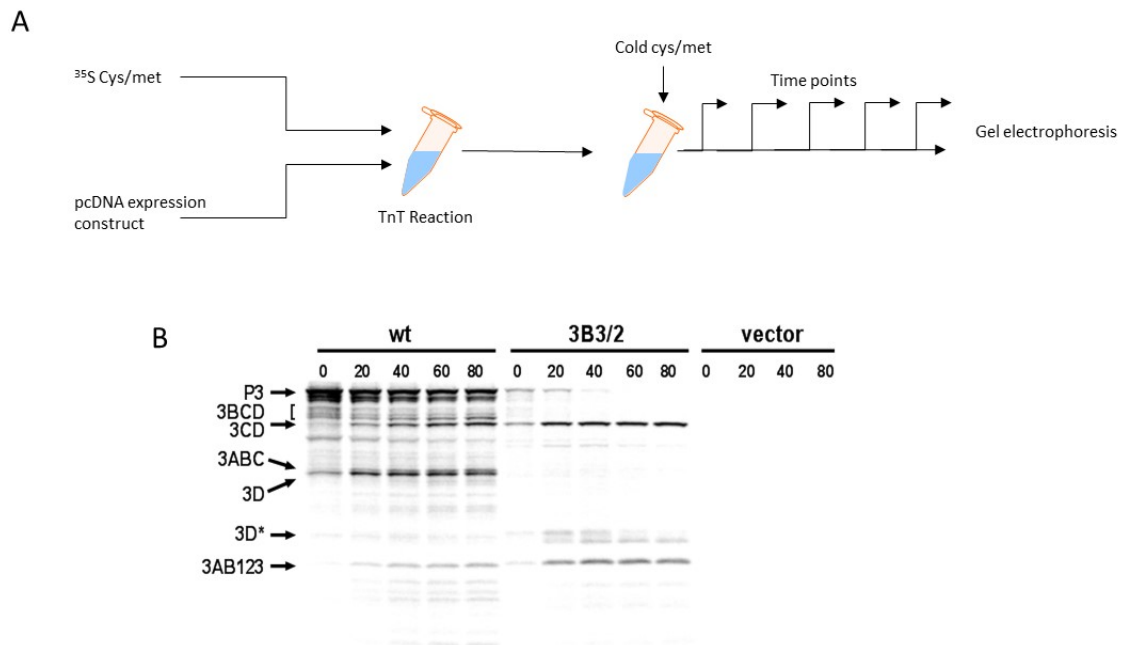 A
Cold cys/met
³⁵S Cys/met
Time points
Gel electrophoresis
pcDNA expression
construct
TnT Reaction
B
wt 3B3/2 vector
0 20 40 60 80 0 20 40 60 80 0 20 40 80
P3
3BCD [
3CD
3ABC
3D
3D*
3AB123